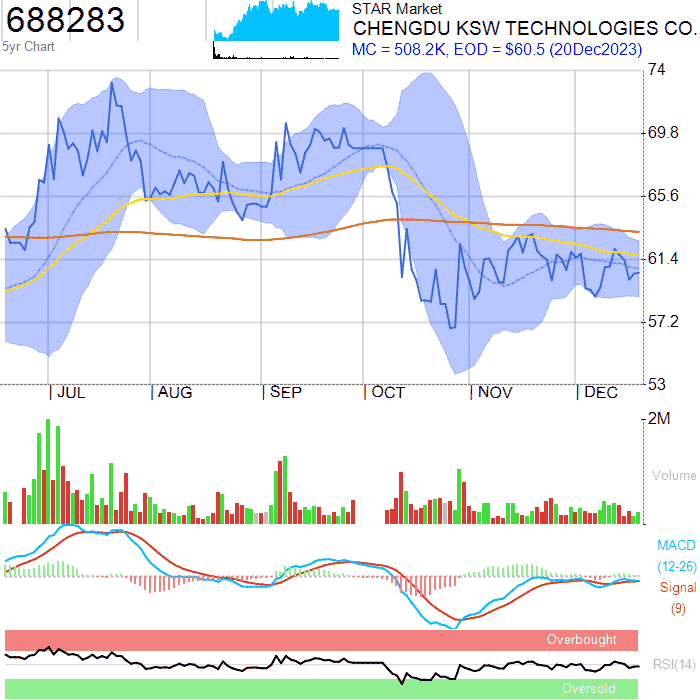 688283
5yr Chart
STAR Market
CHENGDU KSW TECHNOLOGIES CO.
MC = 508.2K, EOD = $60.5 (20Dec2023)
74
69.8
65.6
61.4
57.2
53
JUL AUG SEP OCT NOV DEC
2M
Volume
MACD
(12-26)
Signal
(9)
Overbought
RSI(14)
Oversold